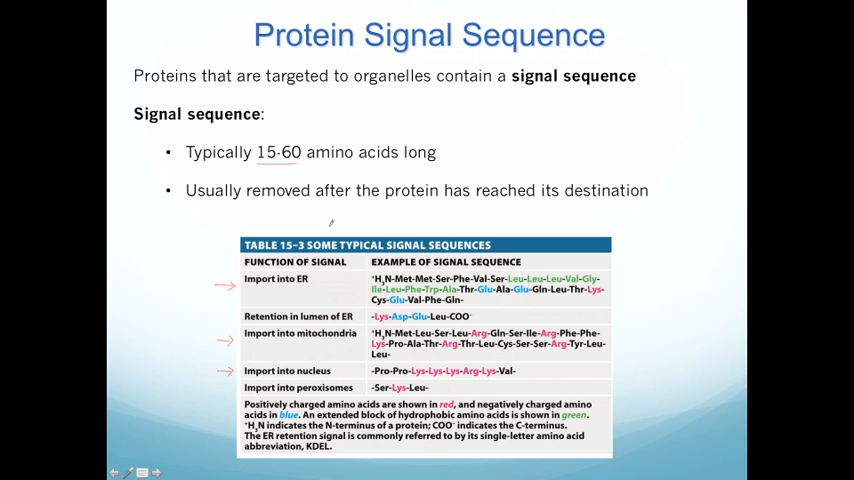 Protein Signal Sequence
Proteins that are targeted to organelles contain a signal sequence
Signal sequence:
• Typically 15-60 amino acids long
• Usually removed after the protein has reached its destination
TABLE 15–3 SOME TYPICAL SIGNAL SEQUENCES
FUNCTION OF SIGNAL EXAMPLE OF SIGNAL SEQUENCE
Import into ER ⁺H₃N-Met-Met-Ser-Phe-Val-Ser-Leu-Leu-Leu-Val-Gly-
Ile-Leu-Phe-Trp-Ala-Thr-Glu-Ala-Glu-Gln-Leu-Thr-Lys-
Cys-Glu-Val-Phe-Gln-
Retention in lumen of ER -Lys-Asp-Glu-Leu-COO⁻
Import into mitochondria ⁺H₃N-Met-Leu-Ser-Leu-Arg-Gln-Ser-Ile-Arg-Phe-Phe-
Lys-Pro-Ala-Thr-Arg-Thr-Leu-Cys-Ser-Ser-Arg-Tyr-Leu-
Leu-
Import into nucleus -Pro-Pro-Lys-Lys-Lys-Arg-Lys-Val-
Import into peroxisomes -Ser-Lys-Leu-
Positively charged amino acids are shown in red, and negatively charged amino
acids in blue. An extended block of hydrophobic amino acids is shown in green.
⁺H₃N indicates the N-terminus of a protein; COO⁻ indicates the C-terminus.
The ER retention signal is commonly referred to by its single-letter amino acid
abbreviation, KDEL.